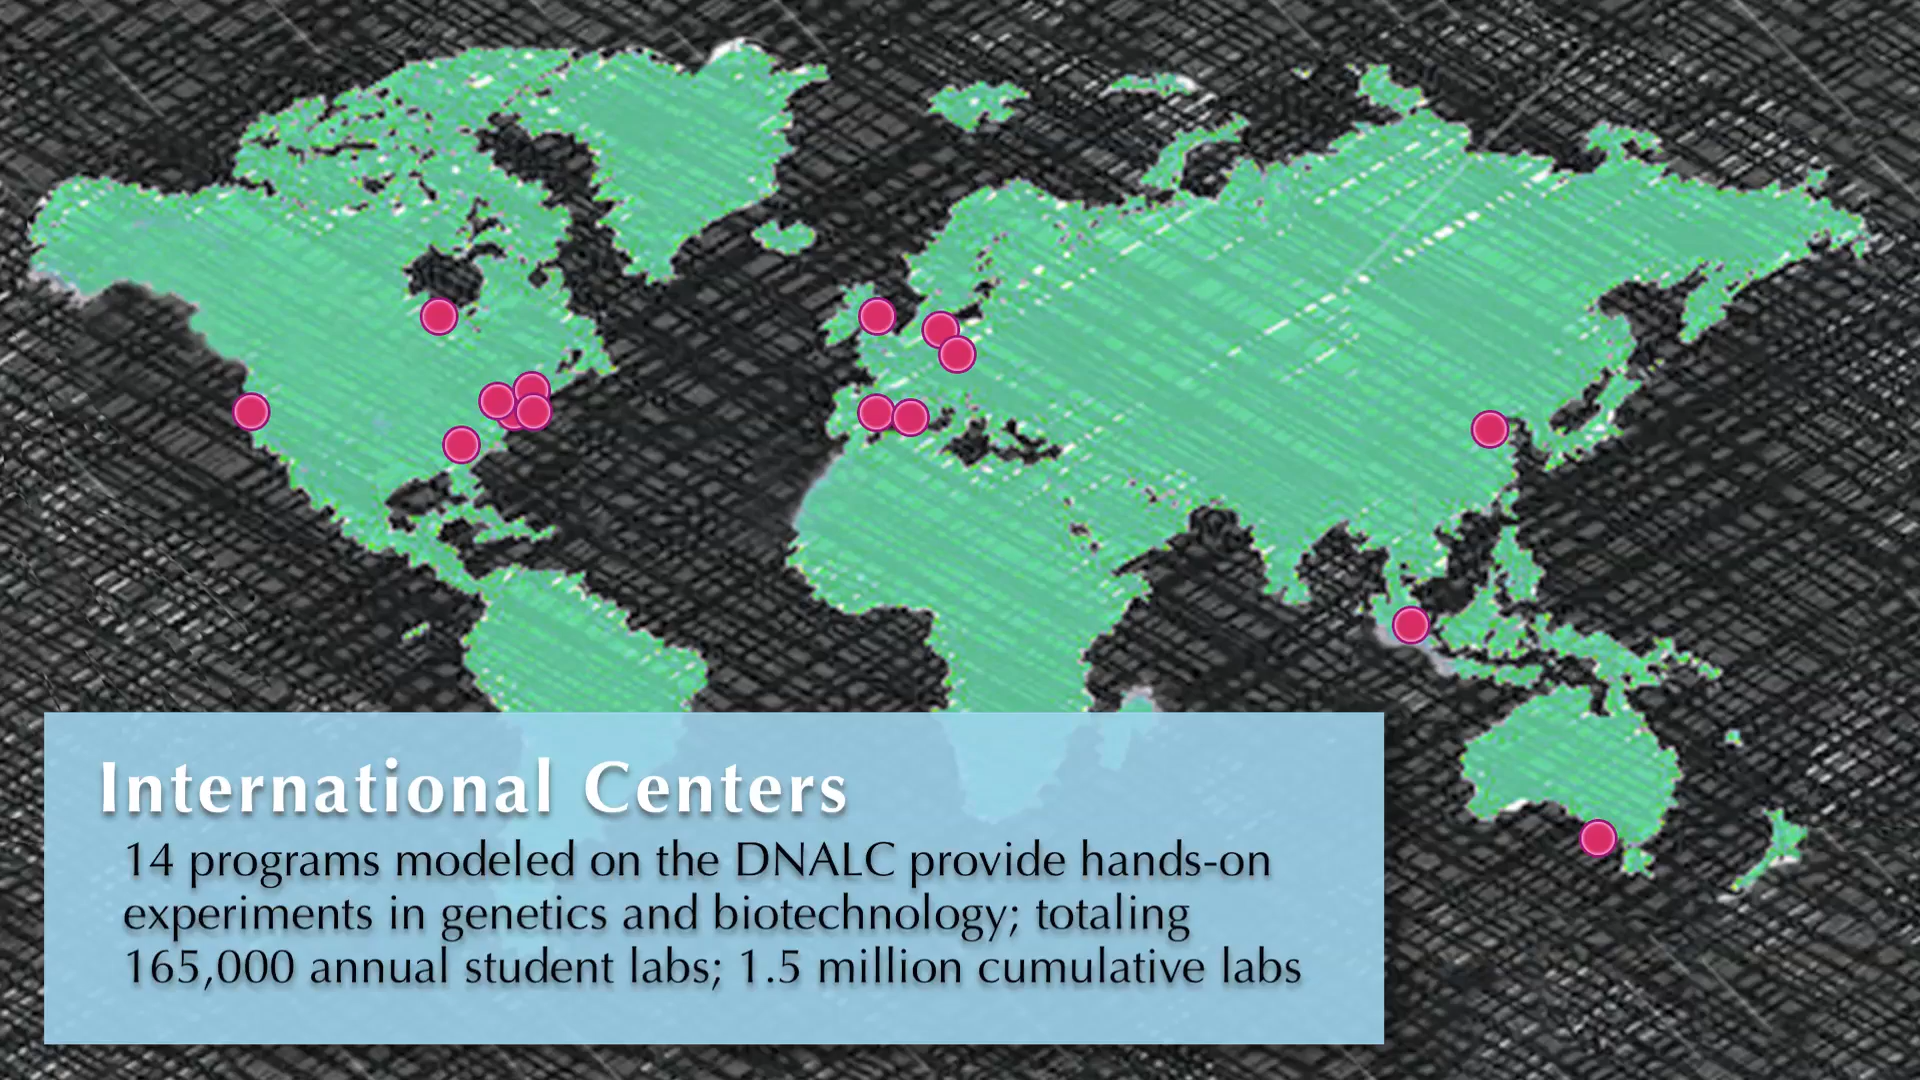 International Centers
14 programs modeled on the DNALC provide hands-on
experiments in genetics and biotechnology; totaling
165,000 annual student labs; 1.5 million cumulative labs